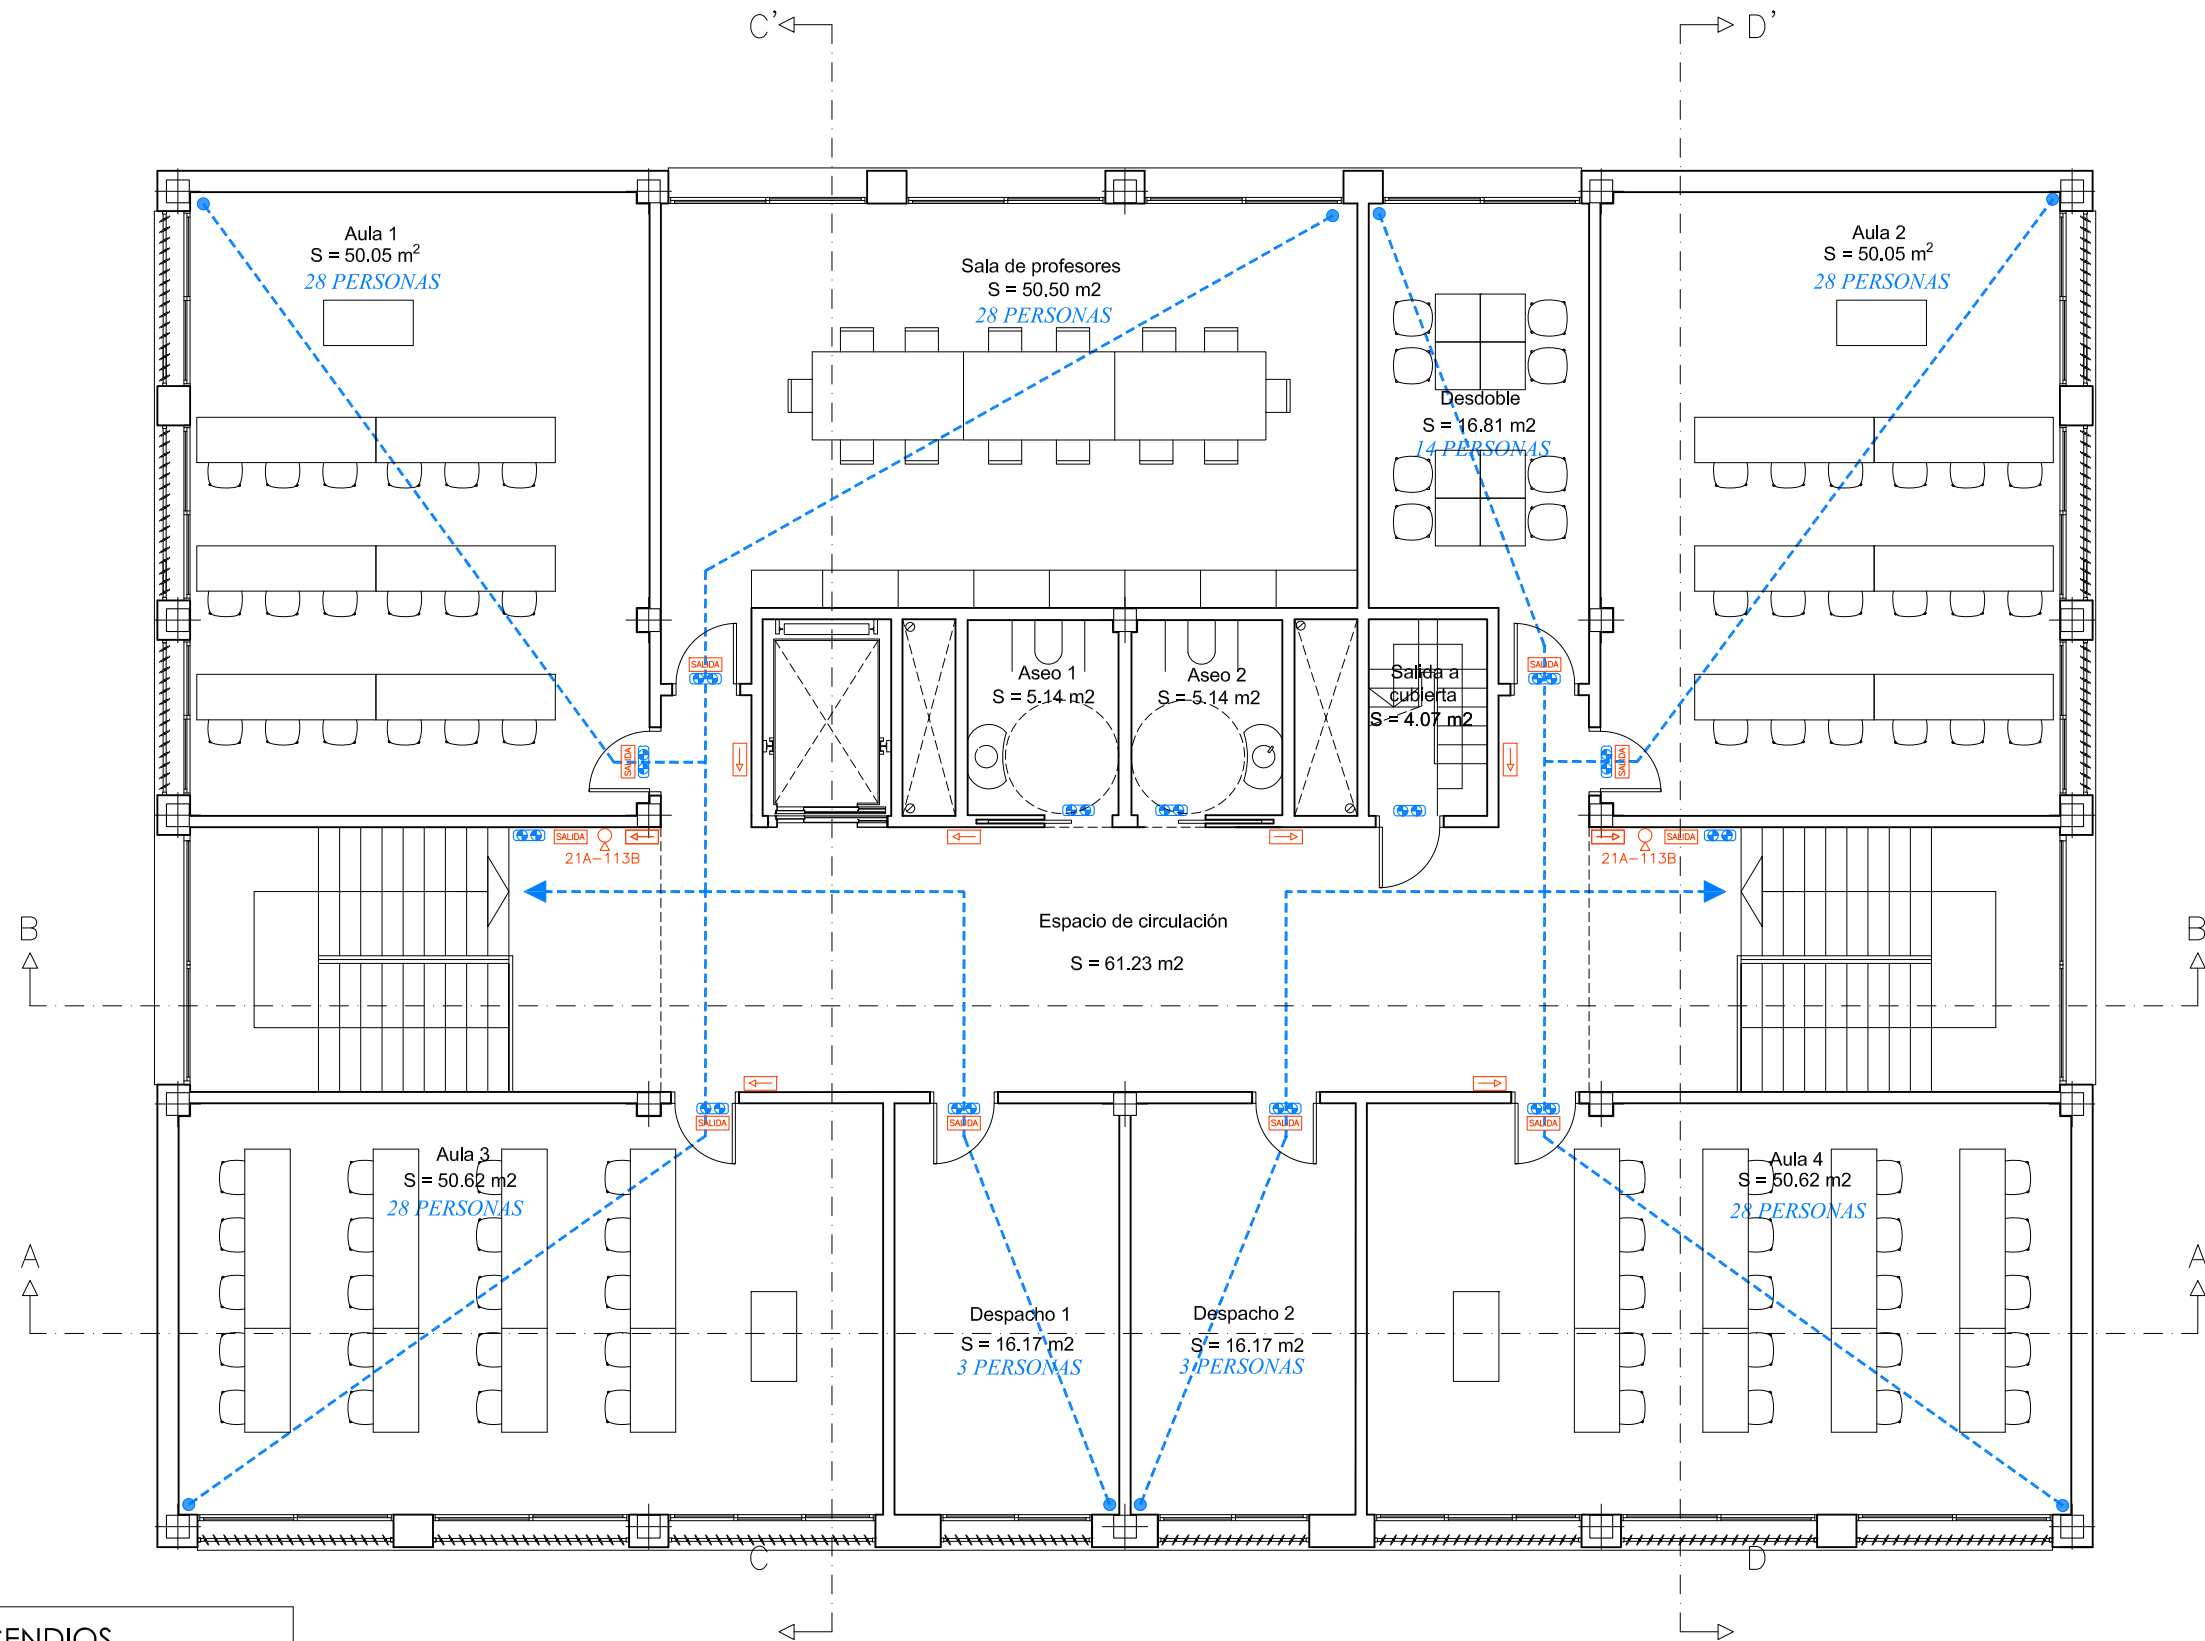 C'
D'
Aula 1
S = 50.05 m²
28 PERSONAS
Sala de profesores
S = 50.50 m2
28 PERSONAS
Aula 2
S = 50.05 m²
28 PERSONAS
Desdoble
S = 16.81 m2
14 PERSONAS
SALIDA
SALIDA
Aseo 1
S = 5.14 m2
Aseo 2
S = 5.14 m2
Salida a
cubierta
S = 4.07 m2
SALIDA
SALIDA
SALIDA
21A-113B
SALIDA
21A-113B
B
Espacio de circulación
S = 61.23 m2
B
SALIDA
SALIDA
SALIDA
SALIDA
Aula 3
S = 50.62 m2
28 PERSONAS
Aula 4
S = 50.62 m2
28 PERSONAS
A
A
Despacho 1
S = 16.17 m2
3 PERSONAS
Despacho 2
S = 16.17 m2
3 PERSONAS
C
D